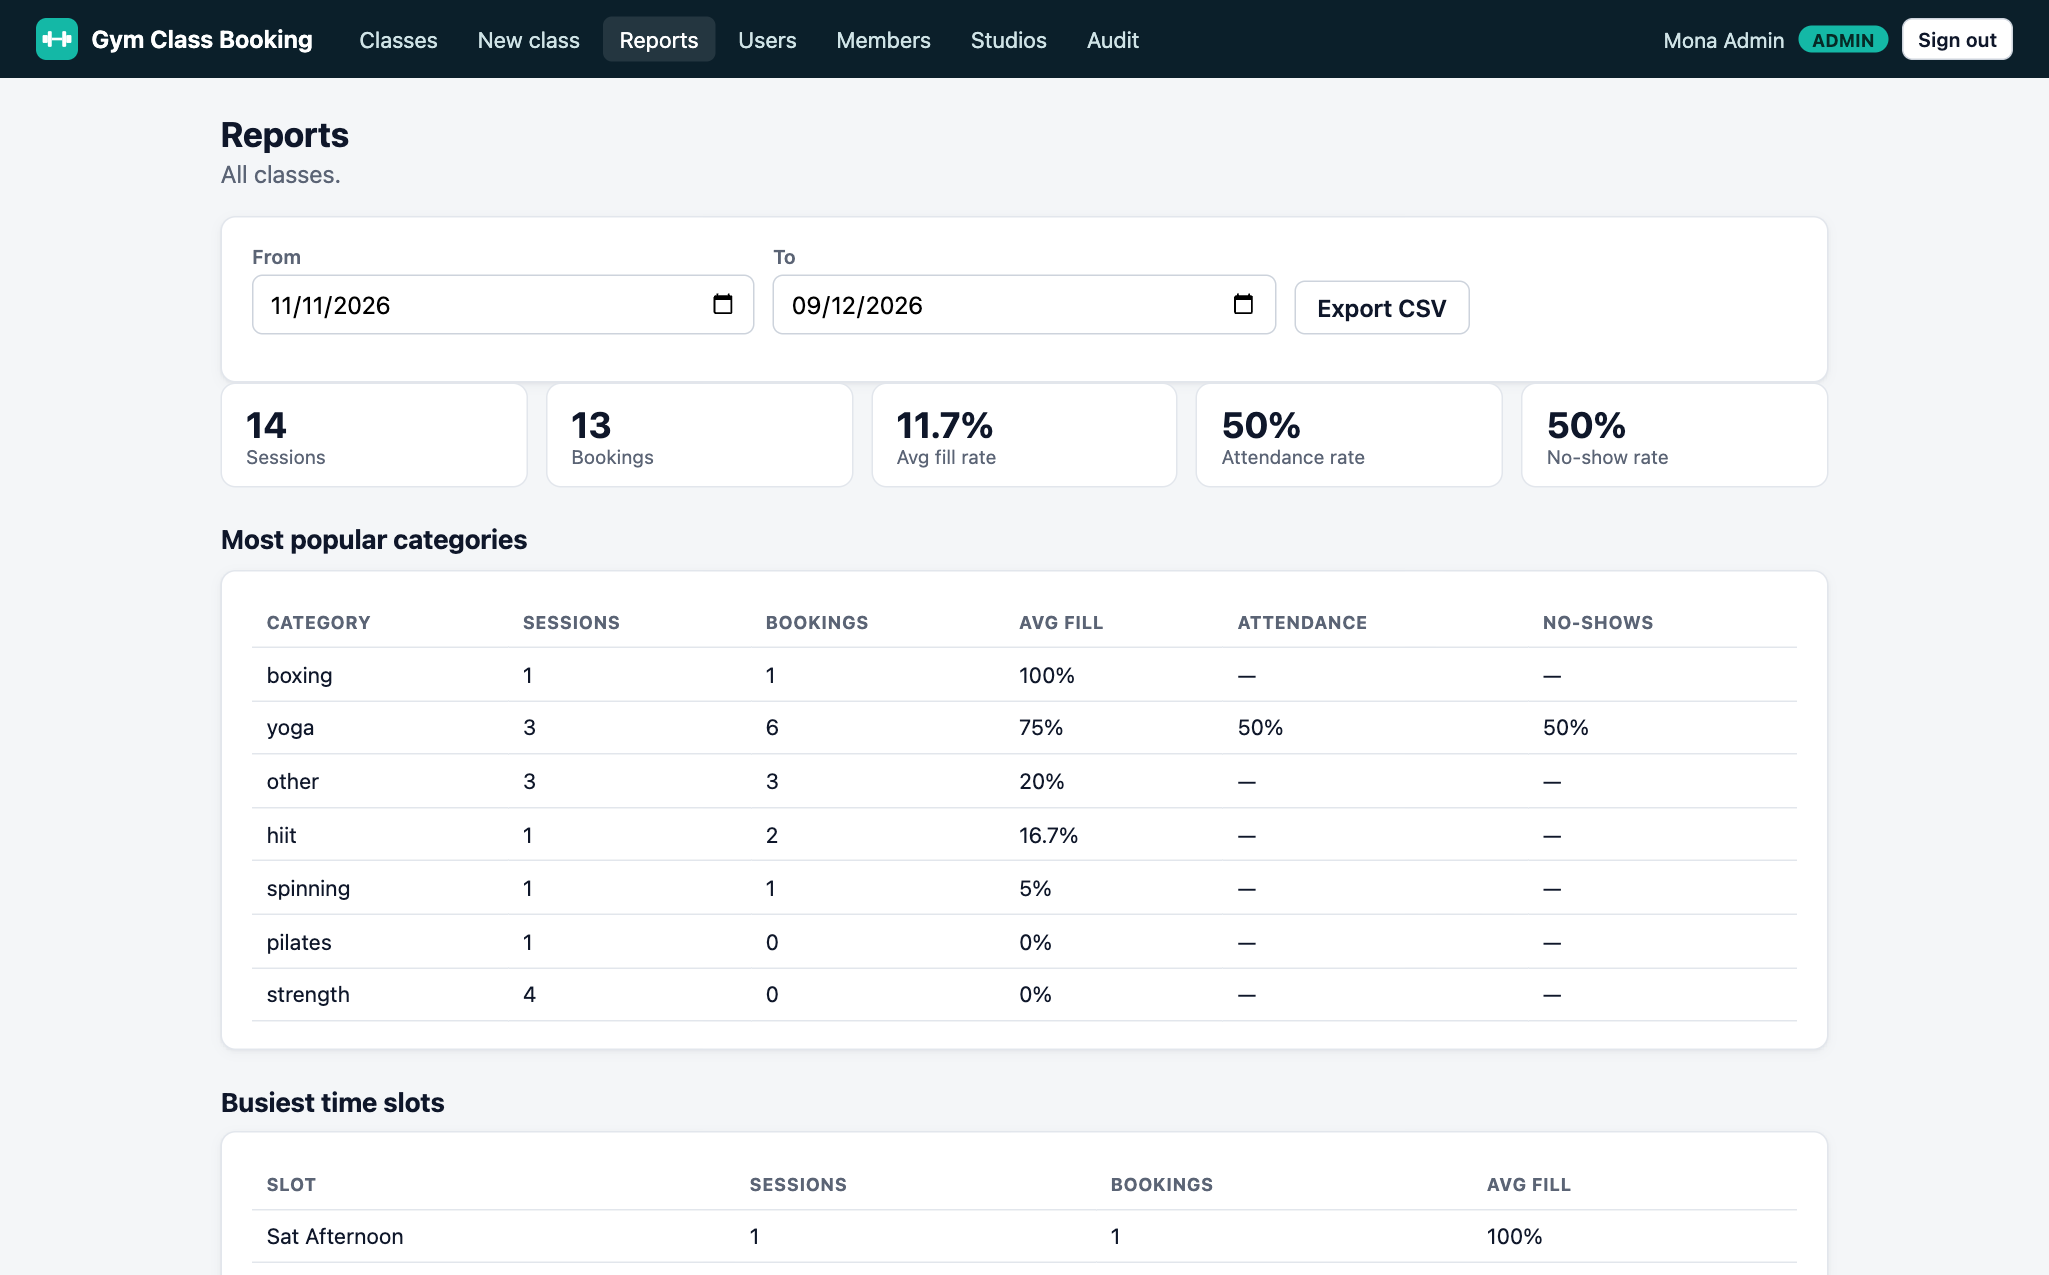 Gym Class Booking Classes New class Reports Users Members Studios Audit Mona Admin ADMIN Sign out
Reports
All classes.
From To
11/11/2026 09/12/2026 Export CSV
14 13 11.7% 50% 50%
Sessions Bookings Avg fill rate Attendance rate No-show rate
Most popular categories
CATEGORY SESSIONS BOOKINGS AVG FILL ATTENDANCE NO-SHOWS
boxing 1 1 100% — —
yoga 3 6 75% 50% 50%
other 3 3 20% — —
hiit 1 2 16.7% — —
spinning 1 1 5% — —
pilates 1 0 0% — —
strength 4 0 0% — —
Busiest time slots
SLOT SESSIONS BOOKINGS AVG FILL
Sat Afternoon 1 1 100%